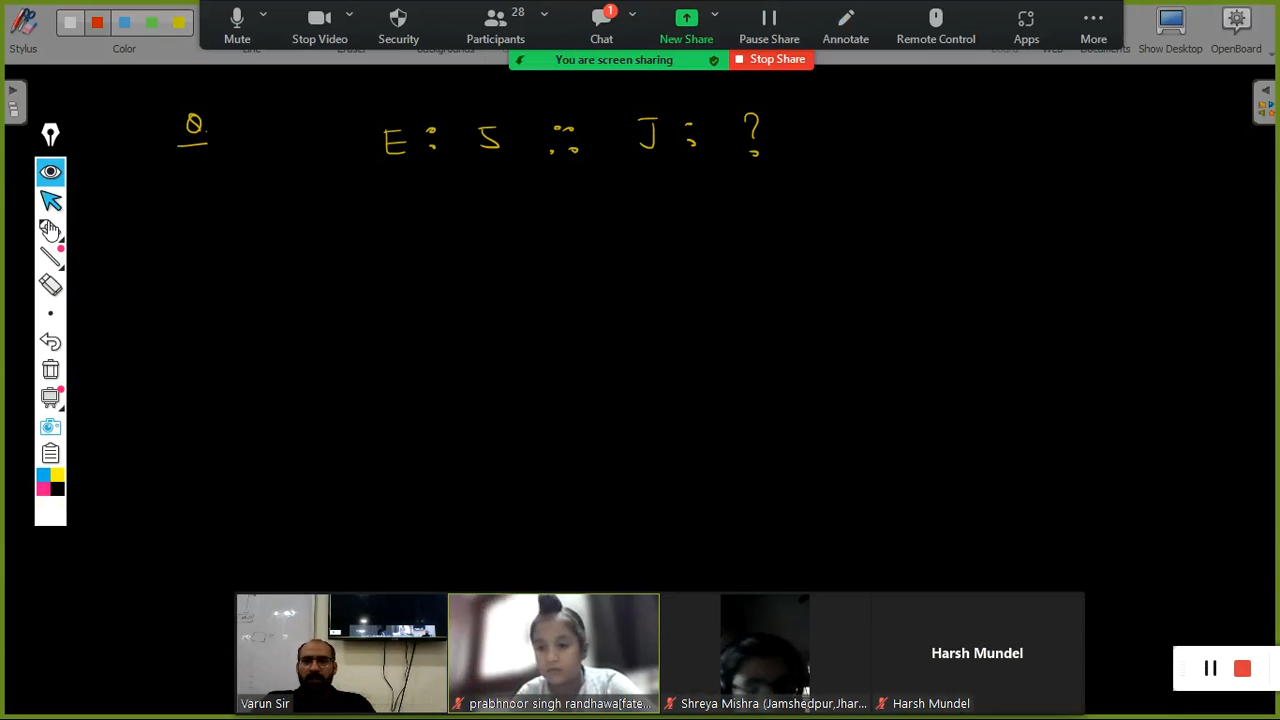 Mute Stop Video Security Participants 28 Chat 1 New Share Pause Share Annotate Remote Control Apps More
Stylus Color Show Desktop OpenBoard
You are screen sharing Stop Share
Q. E : 5 :: J : ?
Varun Sir prabhnoor singh randhawa[fate... Shreya Mishra (Jamshedpur,Jhar... Harsh Mundel
Harsh Mundel